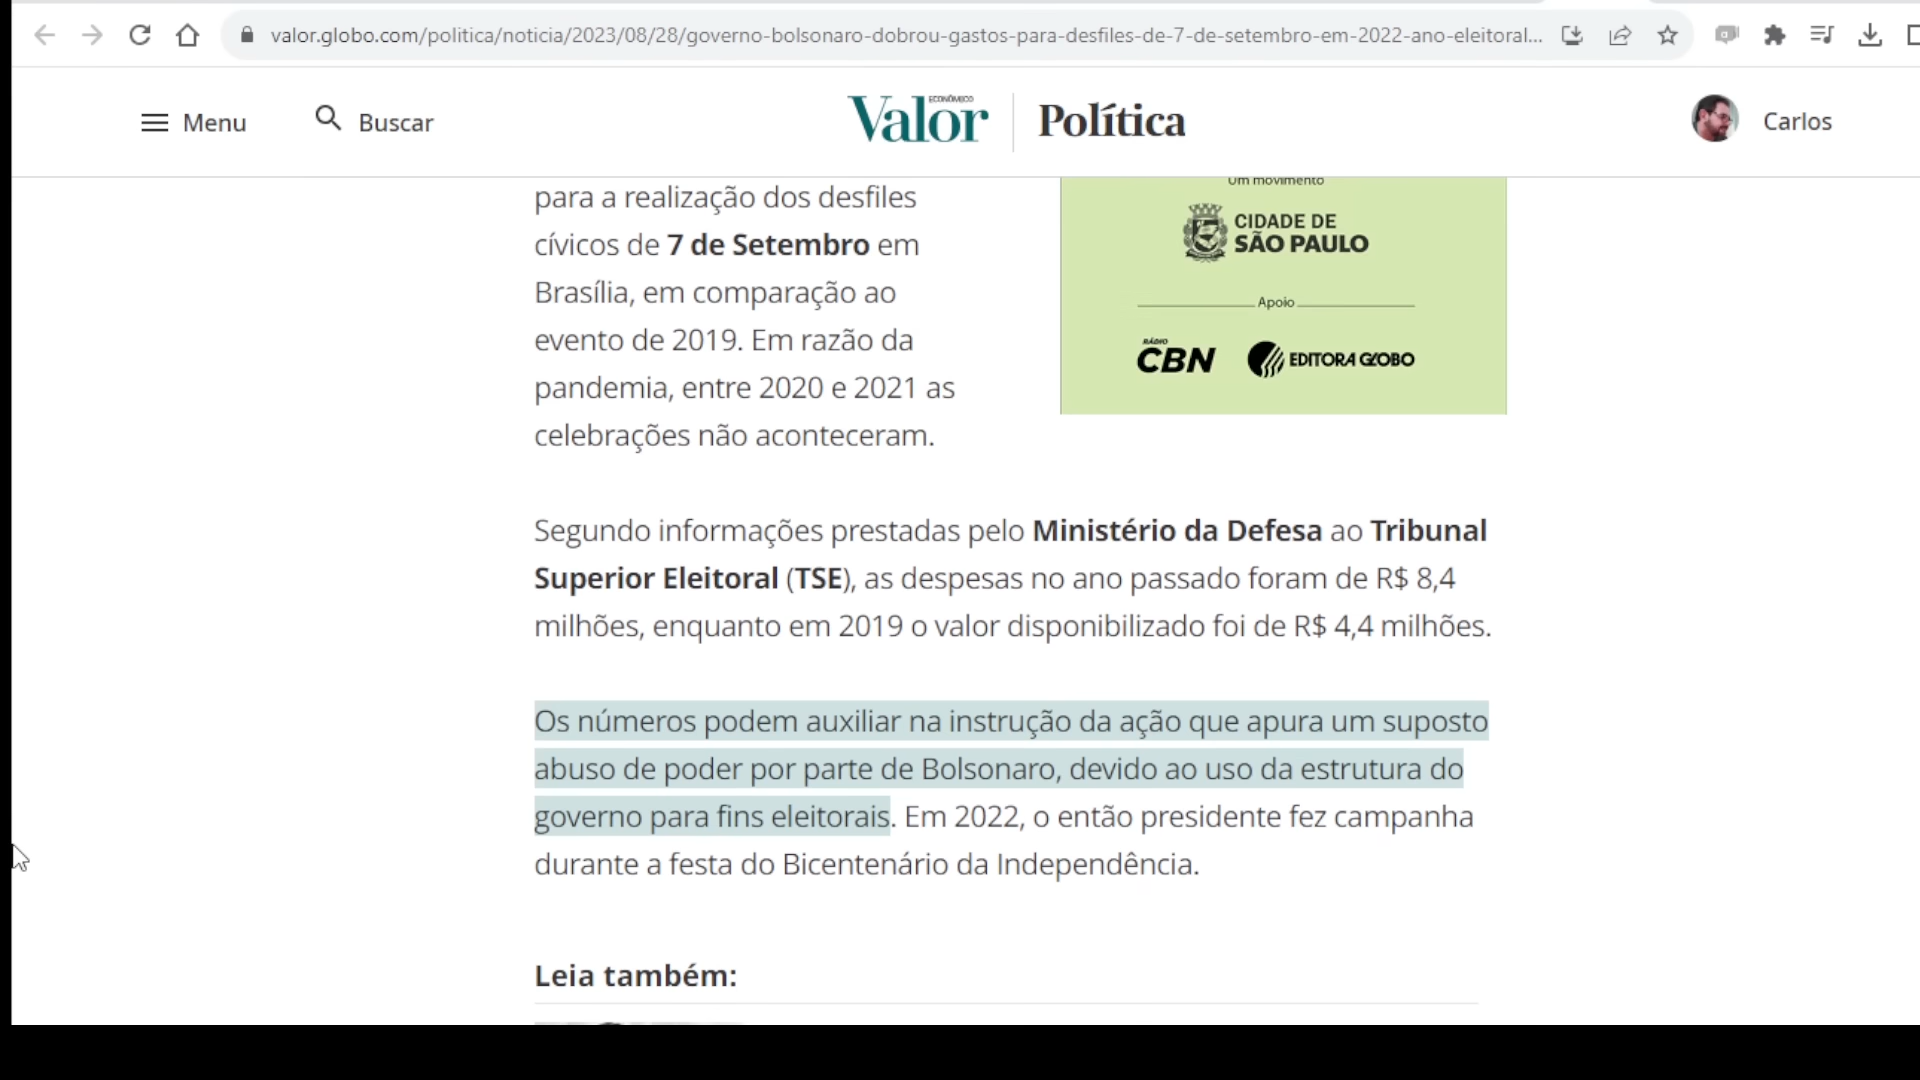 valor.globo.com/politica/noticia/2023/08/28/governo-bolsonaro-dobrou-gastos-para-desfiles-de-7-de-setembro-em-2022-ano-eleitoral...
Menu
Buscar
Valor
ECONÔMICO
Política
Carlos
para a realização dos desfiles
cívicos de 7 de Setembro em
Brasília, em comparação ao
evento de 2019. Em razão da
pandemia, entre 2020 e 2021 as
celebrações não aconteceram.
Um movimento
CIDADE DE
SÃO PAULO
Apoio
RÁDIO
CBN
EDITORA GLOBO
Segundo informações prestadas pelo Ministério da Defesa ao Tribunal
Superior Eleitoral (TSE), as despesas no ano passado foram de R$ 8,4
milhões, enquanto em 2019 o valor disponibilizado foi de R$ 4,4 milhões.
Os números podem auxiliar na instrução da ação que apura um suposto
abuso de poder por parte de Bolsonaro, devido ao uso da estrutura do
governo para fins eleitorais. Em 2022, o então presidente fez campanha
durante a festa do Bicentenário da Independência.
Leia também: